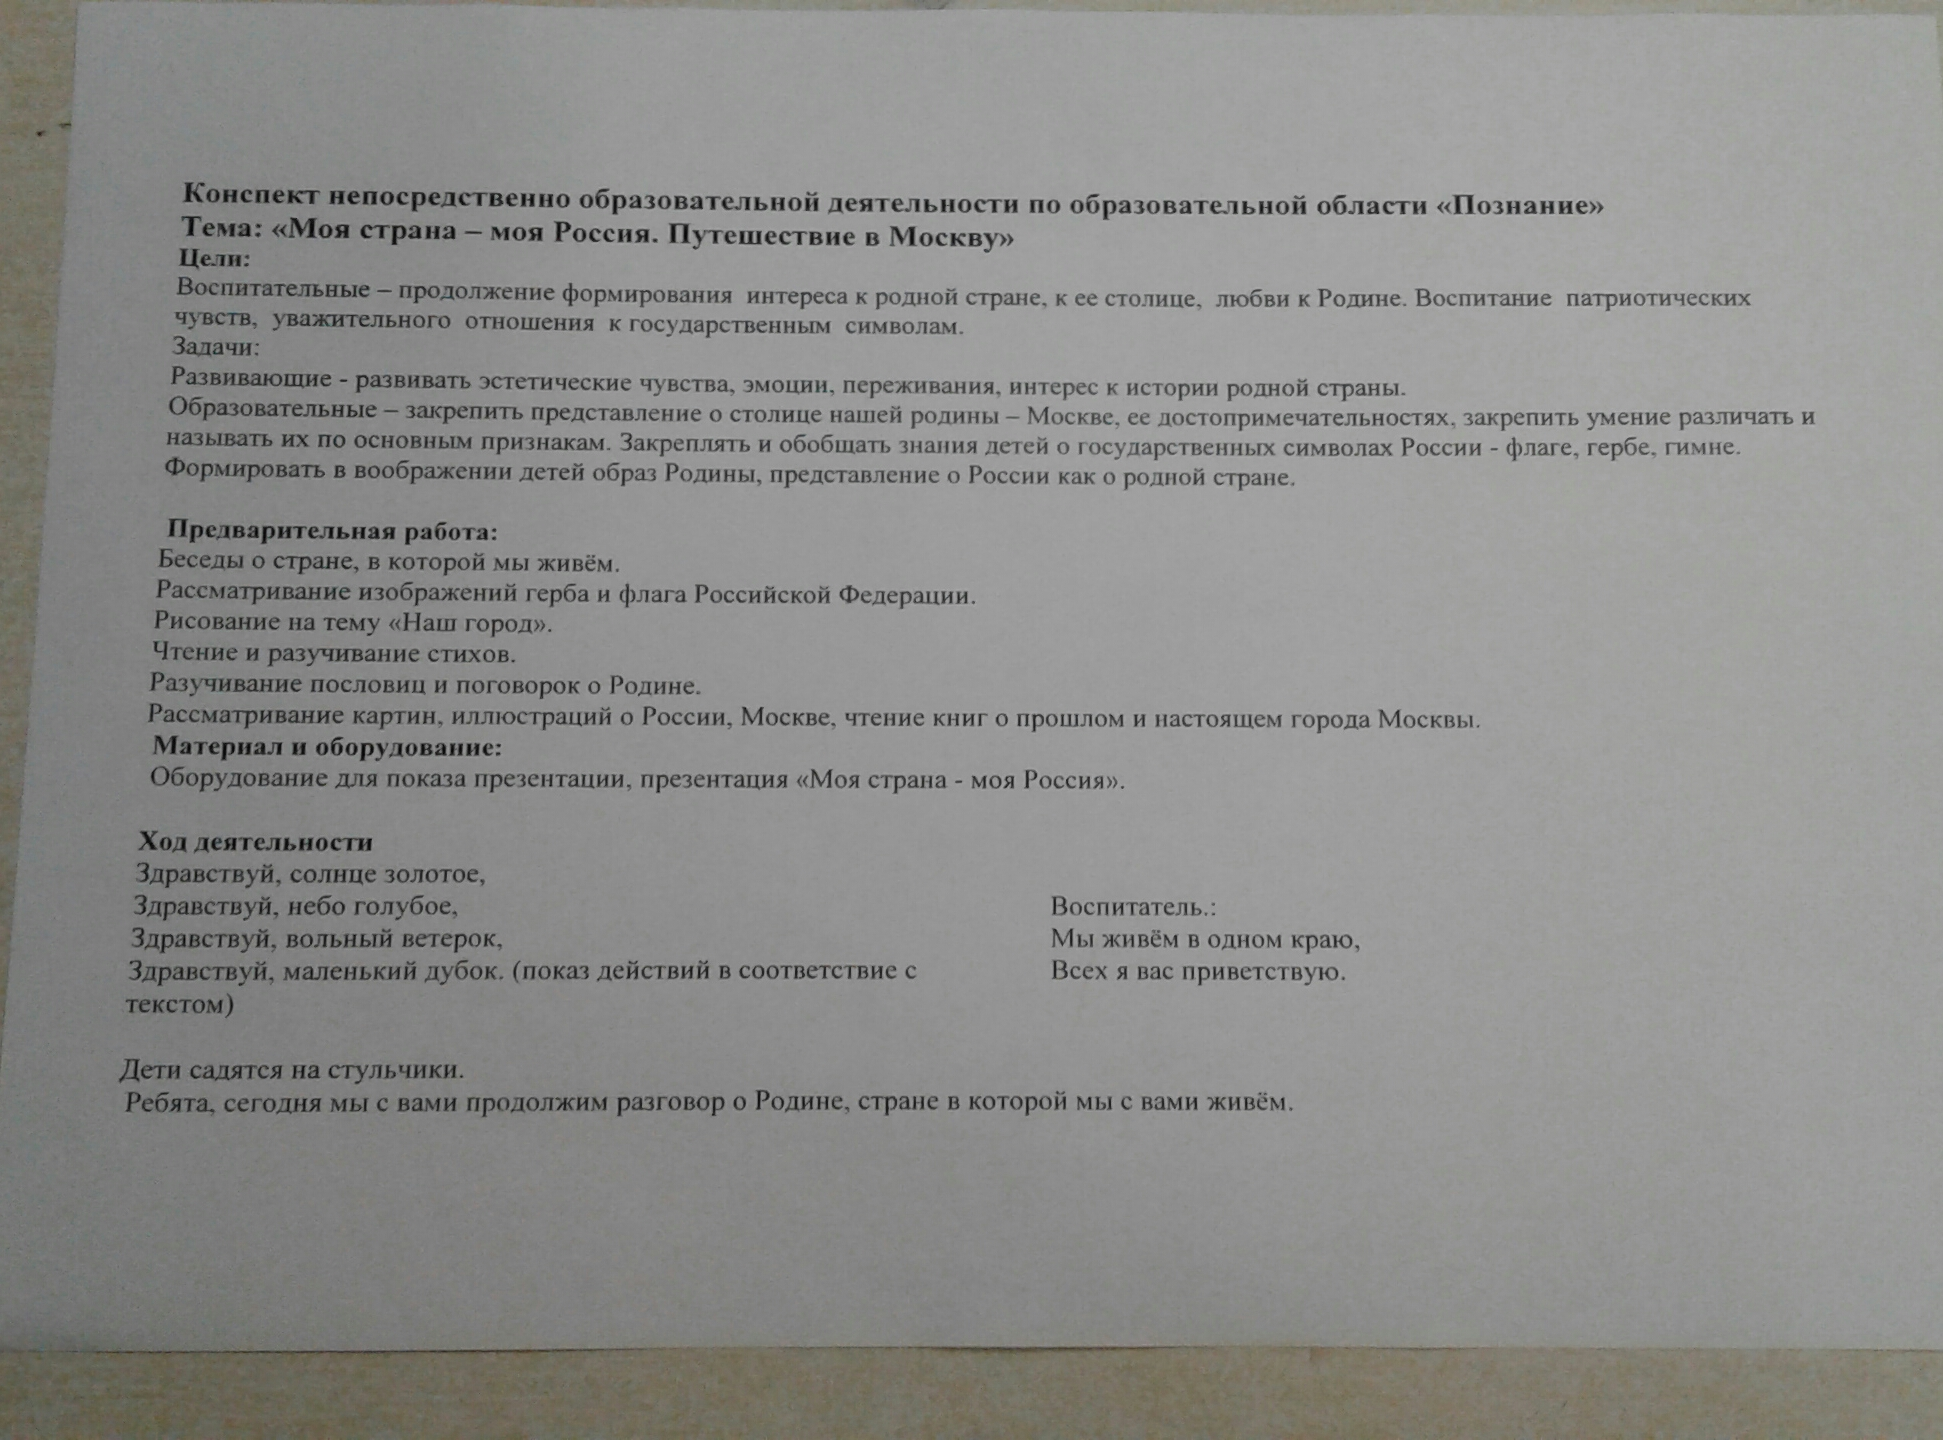 Конспект непосредственно образовательной деятельности по образовательной области «Познание»
Тема: «Моя страна – моя Россия. Путешествие в Москву»
Цели:
Воспитательные – продолжение формирования интереса к родной стране, к ее столице, любви к Родине. Воспитание патриотических
чувств, уважительного отношения к государственным символам.
Задачи:
Развивающие - развивать эстетические чувства, эмоции, переживания, интерес к истории родной страны.
Образовательные – закрепить представление о столице нашей родины – Москве, ее достопримечательностях, закрепить умение различать и
называть их по основным признакам. Закреплять и обобщать знания детей о государственных символах России - флаге, гербе, гимне.
Формировать в воображении детей образ Родины, представление о России как о родной стране.
Предварительная работа:
Беседы о стране, в которой мы живём.
Рассматривание изображений герба и флага Российской Федерации.
Рисование на тему «Наш город».
Чтение и разучивание стихов.
Разучивание пословиц и поговорок о Родине.
Рассматривание картин, иллюстраций о России, Москве, чтение книг о прошлом и настоящем города Москвы.
Материал и оборудование:
Оборудование для показа презентации, презентация «Моя страна - моя Россия».
Ход деятельности
Здравствуй, солнце золотое,
Здравствуй, небо голубое,
Здравствуй, вольный ветерок,
Здравствуй, маленький дубок. (показ действий в соответствие с
текстом)
Воспитатель.:
Мы живём в одном краю,
Всех я вас приветствую.
Дети садятся на стульчики.
Ребята, сегодня мы с вами продолжим разговор о Родине, стране в которой мы с вами живём.